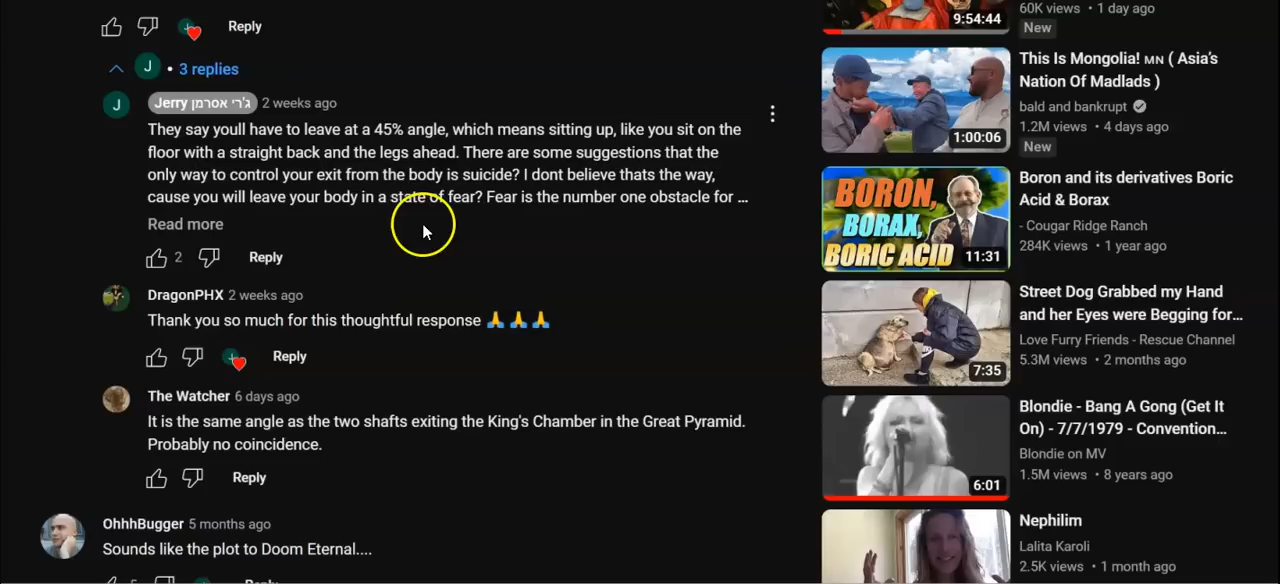 Reply
• 3 replies
J
J
Jerry ג'רי אסרמן 2 weeks ago
They say youll have to leave at a 45% angle, which means sitting up, like you sit on the
floor with a straight back and the legs ahead. There are some suggestions that the
only way to control your exit from the body is suicide? I dont believe thats the way,
cause you will leave your body in a state of fear? Fear is the number one obstacle for ...
Read more
2
Reply
DragonPHX 2 weeks ago
Thank you so much for this thoughtful response 🙏 🙏 🙏
Reply
The Watcher 6 days ago
It is the same angle as the two shafts exiting the King's Chamber in the Great Pyramid.
Probably no coincidence.
Reply
OhhhBugger 5 months ago
Sounds like the plot to Doom Eternal....
5
Reply
9:54:44
60K views • 1 day ago
New
1:00:06
This Is Mongolia! MN ( Asia's
Nation Of Madlads )
bald and bankrupt
1.2M views • 4 days ago
New
BORON,
BORAX,
BORIC ACID
11:31
Boron and its derivatives Boric
Acid & Borax
- Cougar Ridge Ranch
284K views • 1 year ago
7:35
Street Dog Grabbed my Hand
and her Eyes were Begging for...
Love Furry Friends - Rescue Channel
5.3M views • 2 months ago
6:01
Blondie - Bang A Gong (Get It
On) - 7/7/1979 - Convention...
Blondie on MV
1.5M views • 8 years ago
Nephilim
Lalita Karoli
2.5K views • 1 month ago